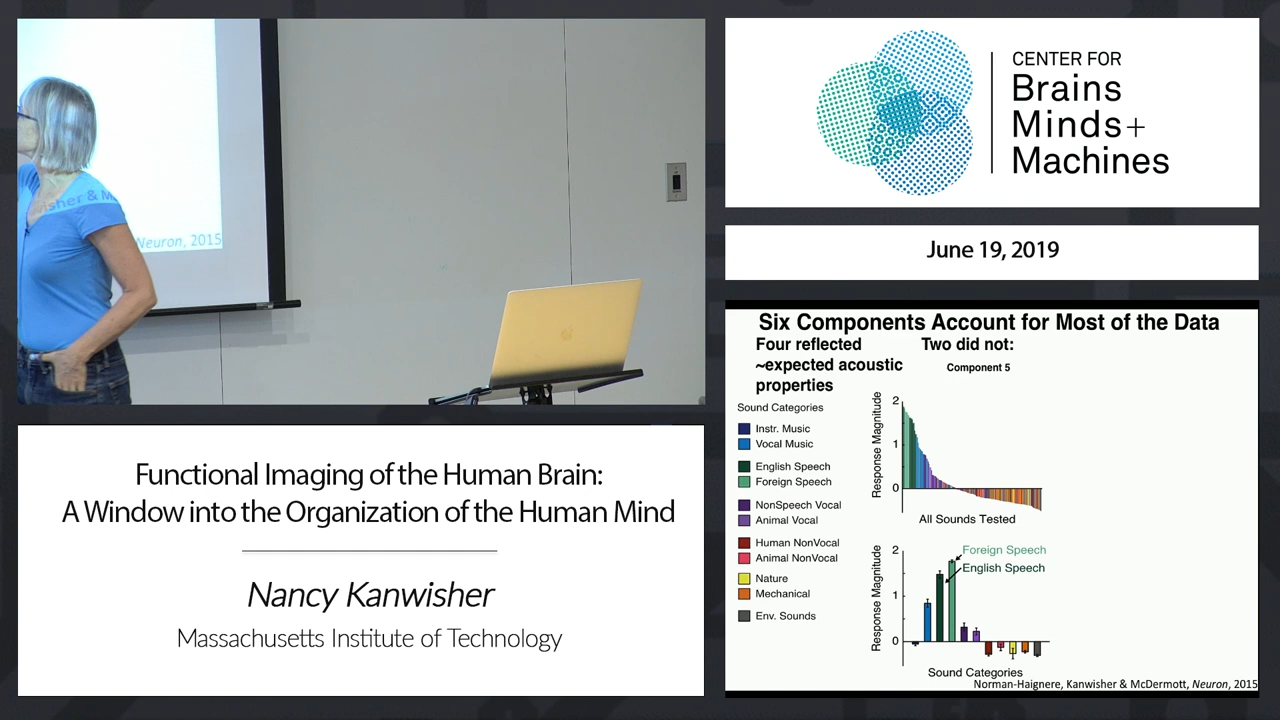 isher & M
Neuron, 2015
CENTER FOR
Brains
Minds+
Machines
June 19, 2019
Functional Imaging of the Human Brain:
A Window into the Organization of the Human Mind
Nancy Kanwisher
Massachusetts Institute of Technology
Six Components Account for Most of the Data
Four reflected
~expected acoustic
properties
Two did not:
Component 5
Sound Categories
Instr. Music
Vocal Music
English Speech
Foreign Speech
NonSpeech Vocal
Animal Vocal
Human NonVocal
Animal NonVocal
Nature
Mechanical
Env. Sounds
Response Magnitude
2
1
0
All Sounds Tested
Response Magnitude
2
1
0
Foreign Speech
English Speech
Sound Categories
Norman-Haignere, Kanwisher & McDermott, Neuron, 2015